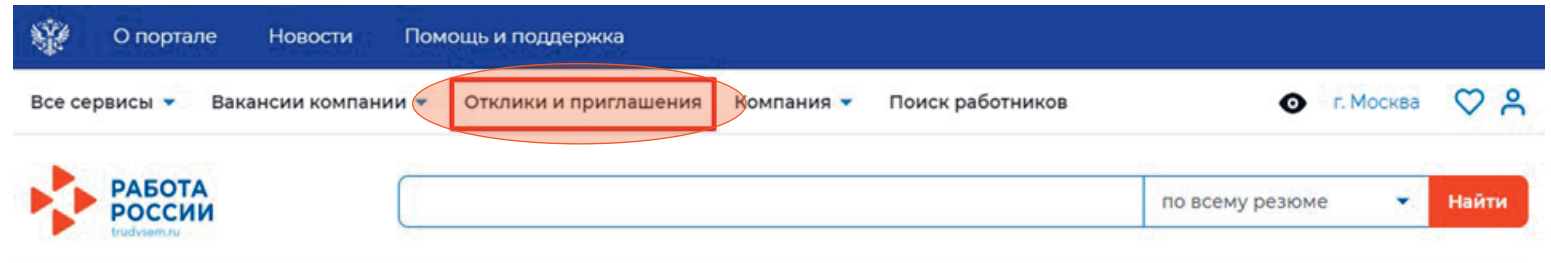 О портале Новости Помощь и поддержка
Все сервисы Вакансии компании Отклики и приглашения Компания Поиск работников г. Москва
РАБОТА
РОССИИ
trudvsem.ru
по всему резюме Найти